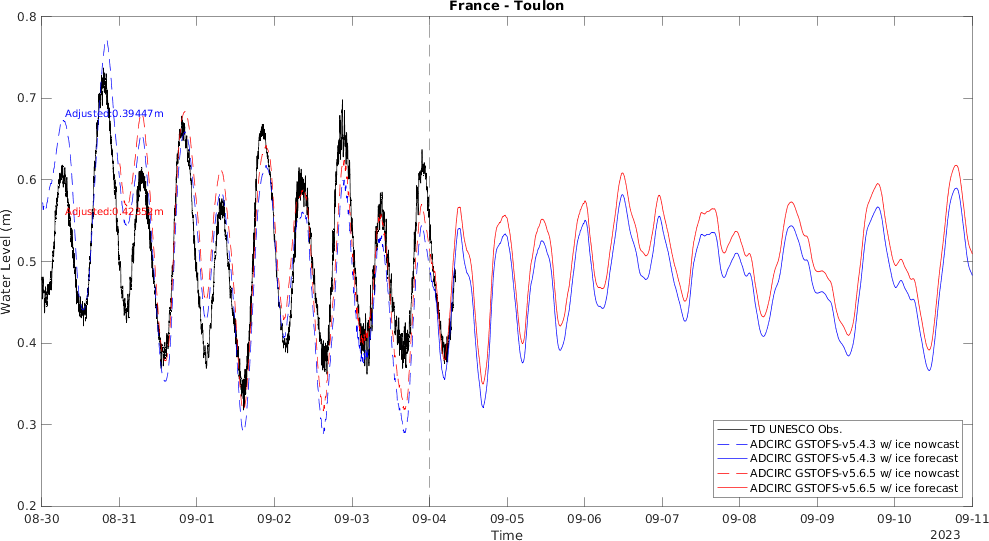 France - Toulon
Water Level (m)
0.8
0.7
0.6
0.5
0.4
0.3
0.2
Adjusted:0.39447m
TD UNESCO Obs.
ADCIRC GSTOFS-v5.4.3 w/ ice nowcast
ADCIRC GSTOFS-v5.4.3 w/ ice forecast
ADCIRC GSTOFS-v5.6.5 w/ ice nowcast
ADCIRC GSTOFS-v5.6.5 w/ ice forecast
08-30 08-31 09-01 09-02 09-03 09-04 09-05 09-06 09-07 09-08 09-09 09-10 09-11
Time
2023